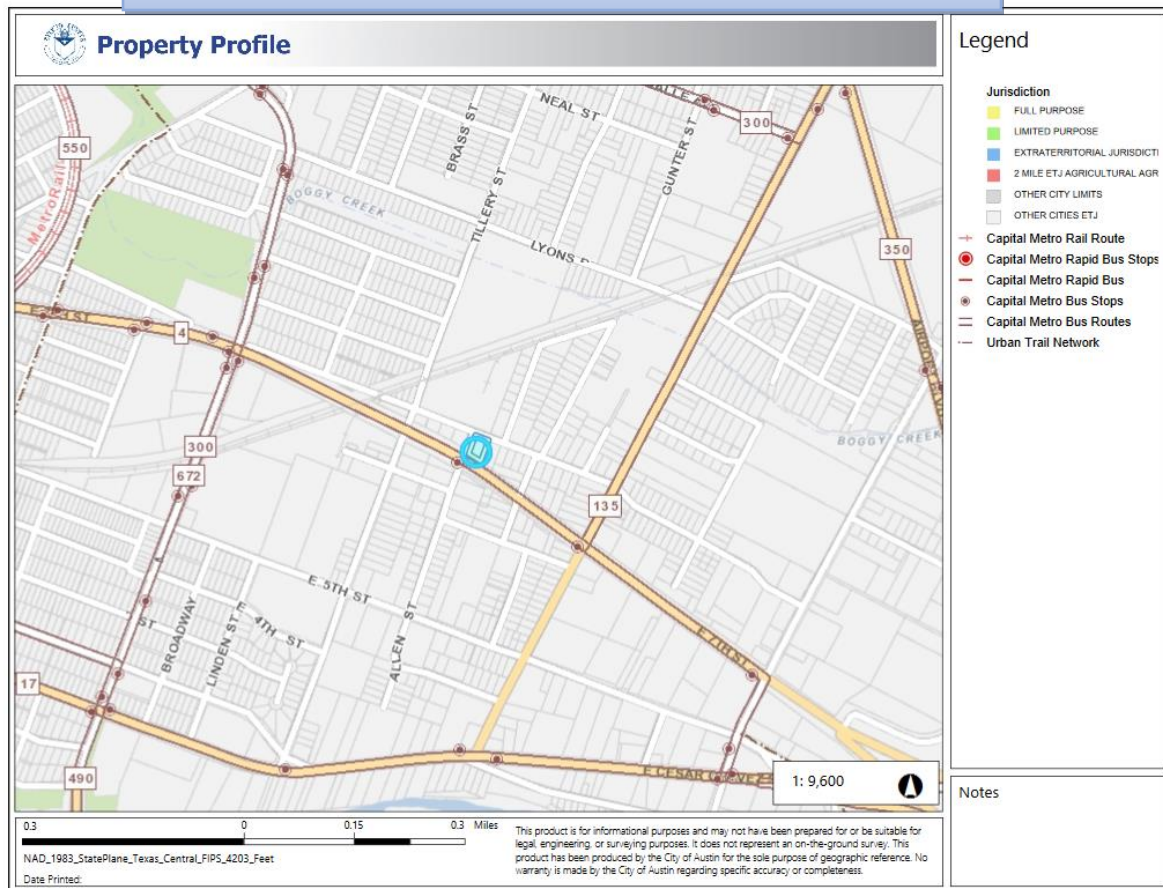 Property Profile
NEAL ST
300
BRASS ST
GUNTER ST
550
TILLERY ST
BOGGY CREEK
MetroRail
LYONS
350
4
AIRPORT BLVD
BOGGY CREEK
300
672
135
E 5TH ST
E 4TH ST
ST
BROADWAY
LINDEN ST
ALLEN ST
E 7TH ST
17
490
E CESAR CHAVEZ
1: 9,600
Legend
Jurisdiction
FULL PURPOSE
LIMITED PURPOSE
EXTRATERRITORIAL JURISDICTI
2 MILE ETJ AGRICULTURAL AGR
OTHER CITY LIMITS
OTHER CITIES ETJ
Capital Metro Rail Route
Capital Metro Rapid Bus Stops
Capital Metro Rapid Bus
Capital Metro Bus Stops
Capital Metro Bus Routes
Urban Trail Network
Notes
0.3 0 0.15 0.3 Miles
NAD_1983_StatePlane_Texas_Central_FIPS_4203_Feet
Date Printed:
This product is for informational purposes and may not have been prepared for or be suitable for
legal, engineering, or surveying purposes. It does not represent an on-the-ground survey. This
product has been produced by the City of Austin for the sole purpose of geographic reference. No
warranty is made by the City of Austin regarding specific accuracy or completeness.